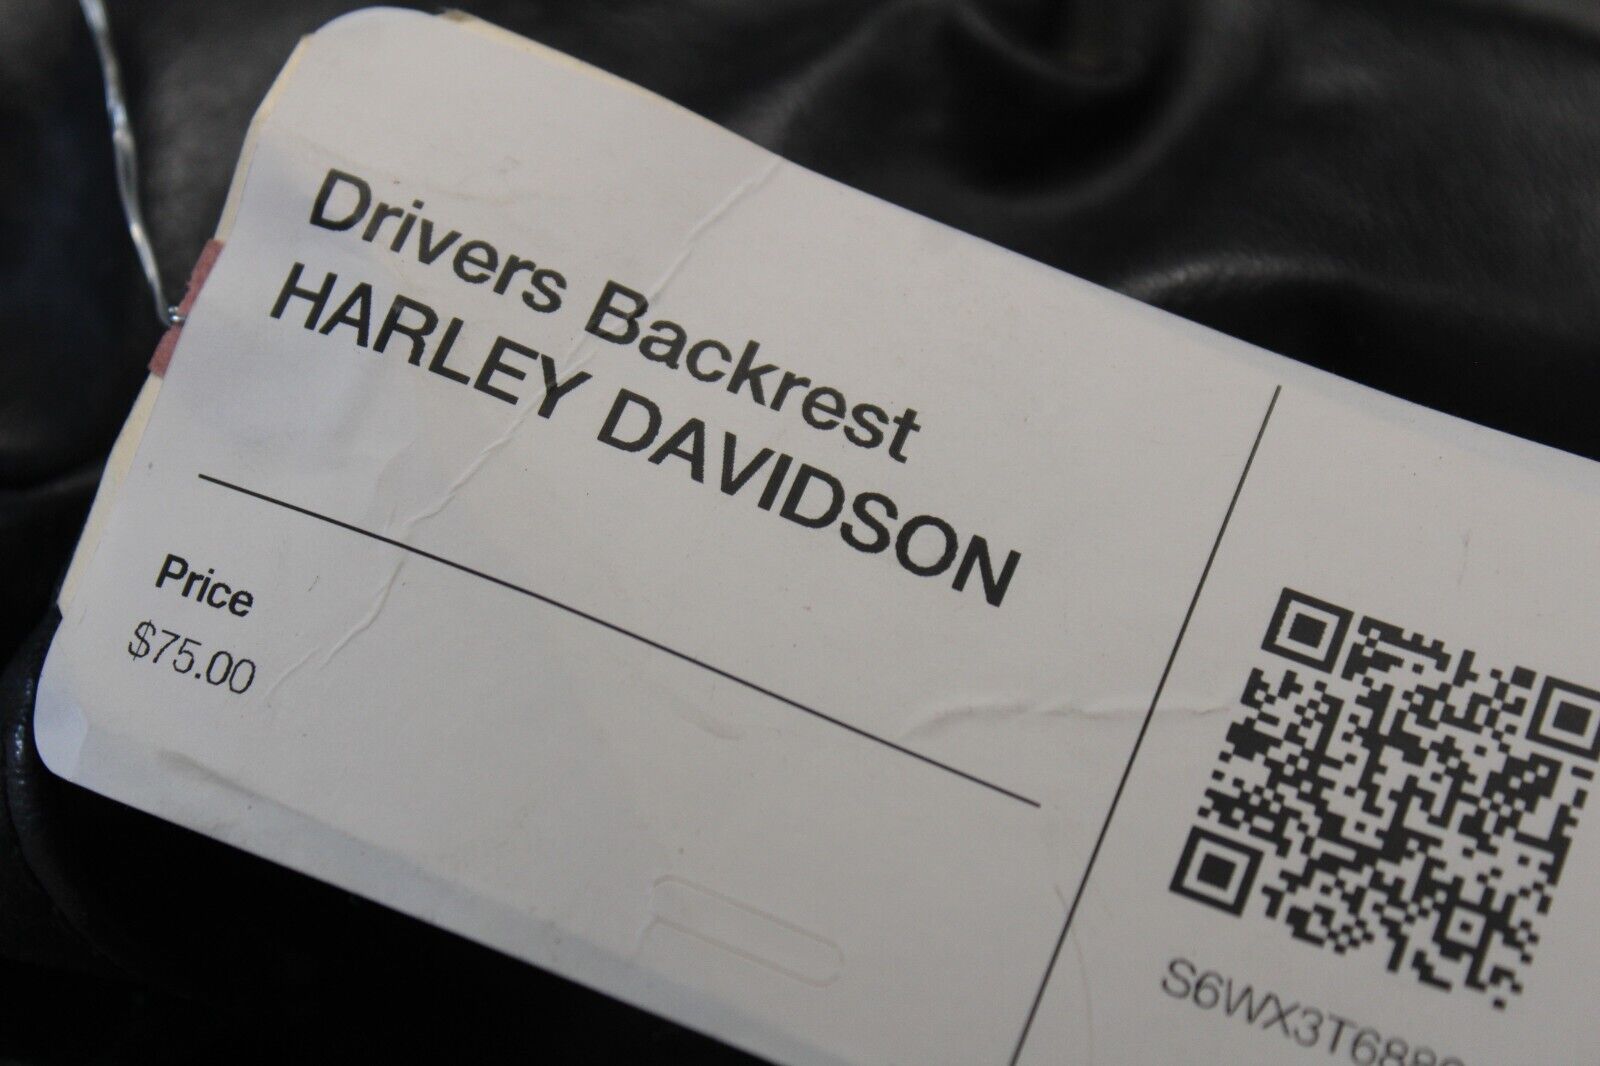 Drivers Backrest
HARLEY DAVIDSON
Price
$75.00